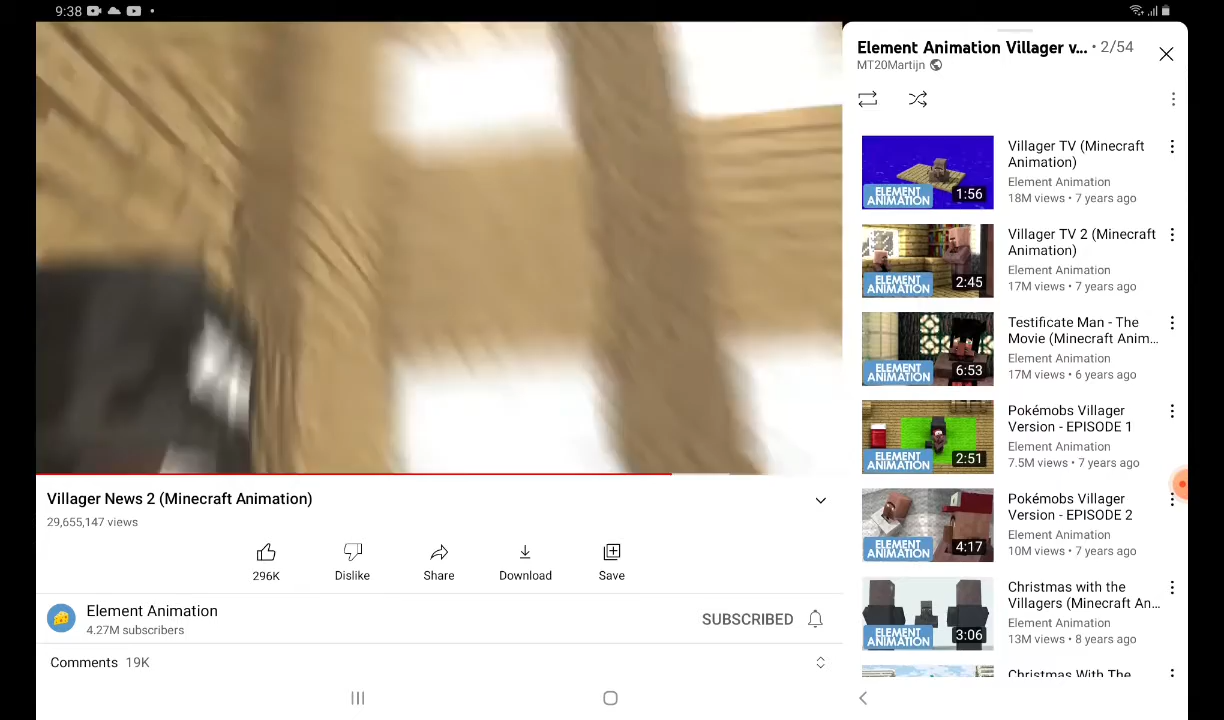 9:38
Element Animation Villager v... • 2/54
MT20Martijn
Villager TV (Minecraft
Animation)
Element Animation
18M views • 7 years ago
ELEMENT
ANIMATION
1:56
Villager TV 2 (Minecraft
Animation)
Element Animation
17M views • 7 years ago
ELEMENT
ANIMATION
2:45
Testificate Man - The
Movie (Minecraft Anim...
Element Animation
17M views • 6 years ago
ELEMENT
ANIMATION
6:53
Pokémobs Villager
Version - EPISODE 1
Element Animation
7.5M views • 7 years ago
ELEMENT
ANIMATION
2:51
Pokémobs Villager
Version - EPISODE 2
Element Animation
10M views • 7 years ago
ELEMENT
ANIMATION
4:17
Christmas with the
Villagers (Minecraft An...
Element Animation
13M views • 8 years ago
ELEMENT
ANIMATION
3:06
Christmas With The
Villager News 2 (Minecraft Animation)
29,655,147 views
296K
Dislike
Share
Download
Save
Element Animation
4.27M subscribers
SUBSCRIBED
Comments 19K